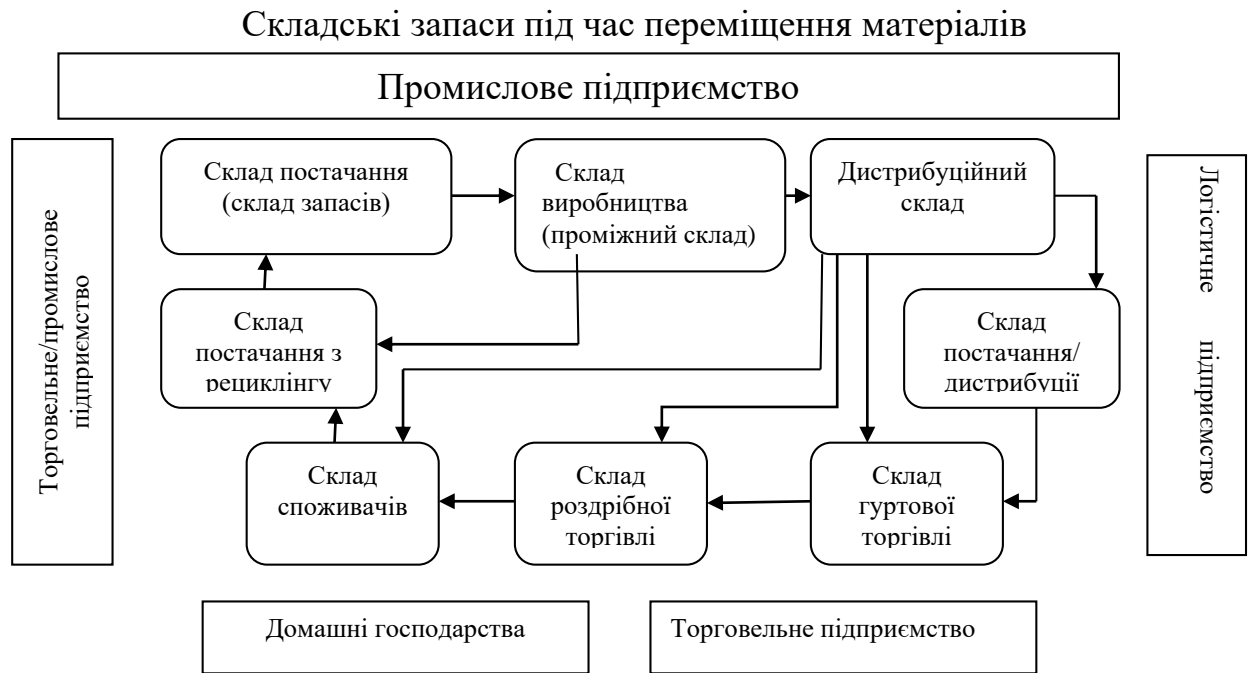 Складські запаси під час переміщення матеріалів
Промислове підприємство
Торговельне/промислове
підприємство
Склад постачання
(склад запасів)
Склад
виробництва
(проміжний склад)
Дистрибуційний
склад
Логістичне підприємство
Склад
постачання з
рециклінгу
Склад
постачання/
дистрибуції
Склад
споживачів
Склад
роздрібної
торгівлі
Склад
гуртової
торгівлі
Домашні господарства
Торговельне підприємство